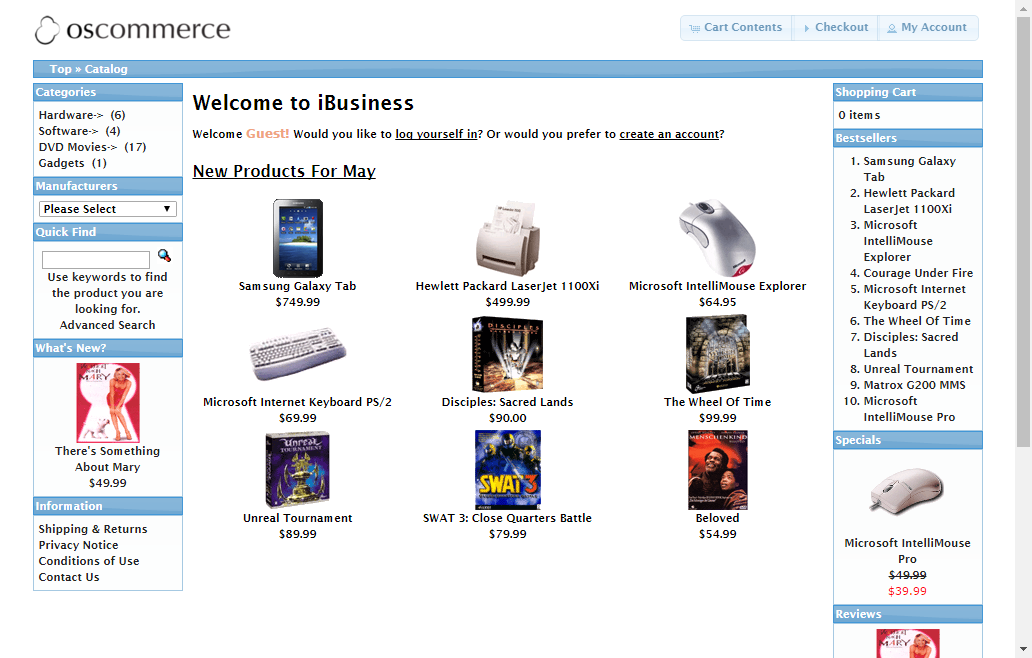 oscommerce
Cart Contents
Checkout
My Account
Top » Catalog
Categories
Hardware-> (6)
Software-> (4)
DVD Movies-> (17)
Gadgets (1)
Manufacturers
Please Select
Quick Find
Use keywords to find
the product you are
looking for.
Advanced Search
What's New?
There's Something
About Mary
$49.99
Information
Shipping & Returns
Privacy Notice
Conditions of Use
Contact Us
Welcome to iBusiness
Welcome Guest! Would you like to log yourself in? Or would you prefer to create an account?
New Products For May
Samsung Galaxy Tab
$749.99
Hewlett Packard LaserJet 1100Xi
$499.99
Microsoft IntelliMouse Explorer
$64.95
DISCIPLES
Microsoft Internet Keyboard PS/2
$69.99
Disciples: Sacred Lands
$90.00
The Wheel Of Time
$99.99
Unreal
TOURNAMENT
SWAT 3
MENSCHENKIND
Unreal Tournament
$89.99
SWAT 3: Close Quarters Battle
$79.99
Beloved
$54.99
Shopping Cart
0 items
Bestsellers
1. Samsung Galaxy
Tab
2. Hewlett Packard
LaserJet 1100Xi
3. Microsoft
IntelliMouse
Explorer
4. Courage Under Fire
5. Microsoft Internet
Keyboard PS/2
6. The Wheel Of Time
7. Disciples: Sacred
Lands
8. Unreal Tournament
9. Matrox G200 MMS
10. Microsoft
IntelliMouse Pro
Specials
Microsoft IntelliMouse
Pro
$49.99
$39.99
Reviews